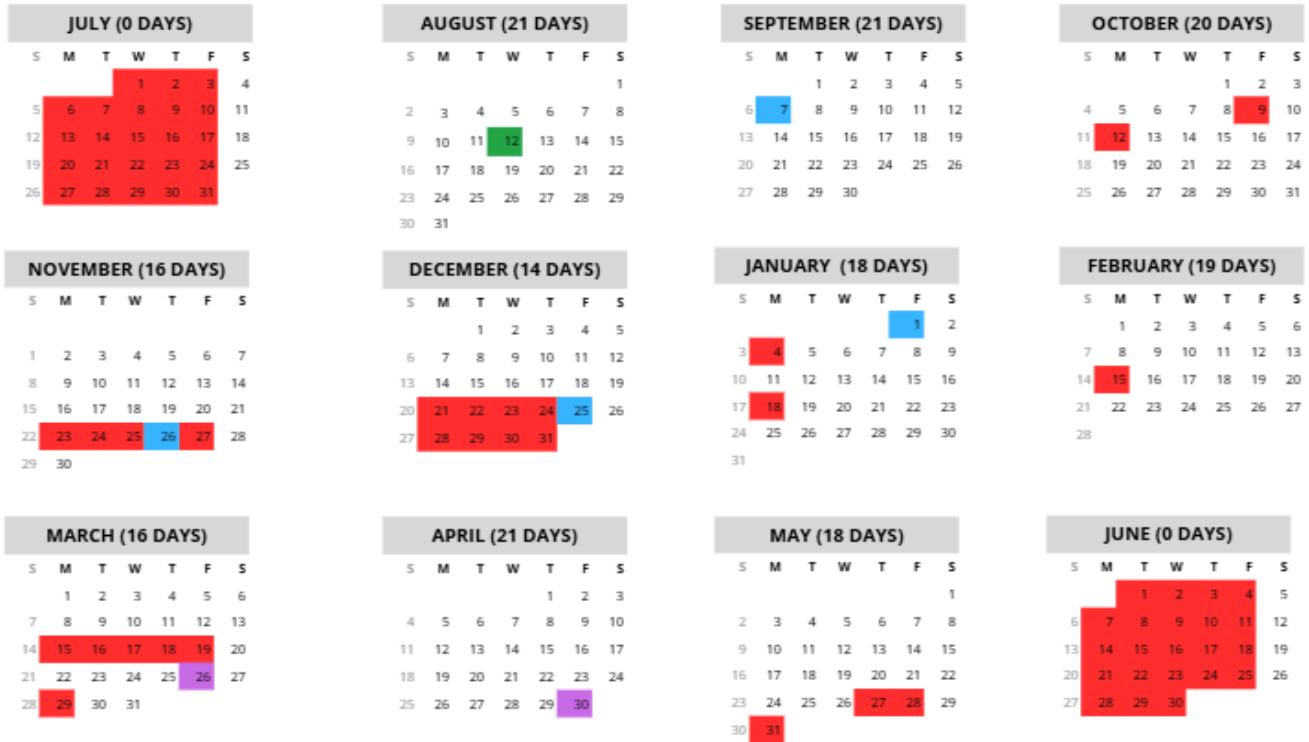 JULY (0 DAYS)
S M T W T F S
1 2 3 4
5 6 7 8 9 10 11
12 13 14 15 16 17 18
19 20 21 22 23 24 25
26 27 28 29 30 31
AUGUST (21 DAYS)
S M T W T F S
1
2 3 4 5 6 7 8
9 10 11 12 13 14 15
16 17 18 19 20 21 22
23 24 25 26 27 28 29
30 31
SEPTEMBER (21 DAYS)
S M T W T F S
1 2 3 4 5
6 7 8 9 10 11 12
13 14 15 16 17 18 19
20 21 22 23 24 25 26
27 28 29 30
OCTOBER (20 DAYS)
S M T W T F S
1 2 3
4 5 6 7 8 9 10
11 12 13 14 15 16 17
18 19 20 21 22 23 24
25 26 27 28 29 30 31
NOVEMBER (16 DAYS)
S M T W T F S
1 2 3 4 5 6 7
8 9 10 11 12 13 14
15 16 17 18 19 20 21
22 23 24 25 26 27 28
29 30
DECEMBER (14 DAYS)
S M T W T F S
1 2 3 4 5
6 7 8 9 10 11 12
13 14 15 16 17 18 19
20 21 22 23 24 25 26
27 28 29 30 31
JANUARY (18 DAYS)
S M T W T F S
1 2
3 4 5 6 7 8 9
10 11 12 13 14 15 16
17 18 19 20 21 22 23
24 25 26 27 28 29 30
31
FEBRUARY (19 DAYS)
S M T W T F S
1 2 3 4 5 6
7 8 9 10 11 12 13
14 15 16 17 18 19 20
21 22 23 24 25 26 27
28
MARCH (16 DAYS)
S M T W T F S
1 2 3 4 5 6
7 8 9 10 11 12 13
14 15 16 17 18 19 20
21 22 23 24 25 26 27
28 29 30 31
APRIL (21 DAYS)
S M T W T F S
1 2 3
4 5 6 7 8 9 10
11 12 13 14 15 16 17
18 19 20 21 22 23 24
25 26 27 28 29 30
MAY (18 DAYS)
S M T W T F S
1
2 3 4 5 6 7 8
9 10 11 12 13 14 15
16 17 18 19 20 21 22
23 24 25 26 27 28 29
30 31
JUNE (0 DAYS)
S M T W T F S
1 2 3 4 5
6 7 8 9 10 11 12
13 14 15 16 17 18 19
20 21 22 23 24 25 26
27 28 29 30